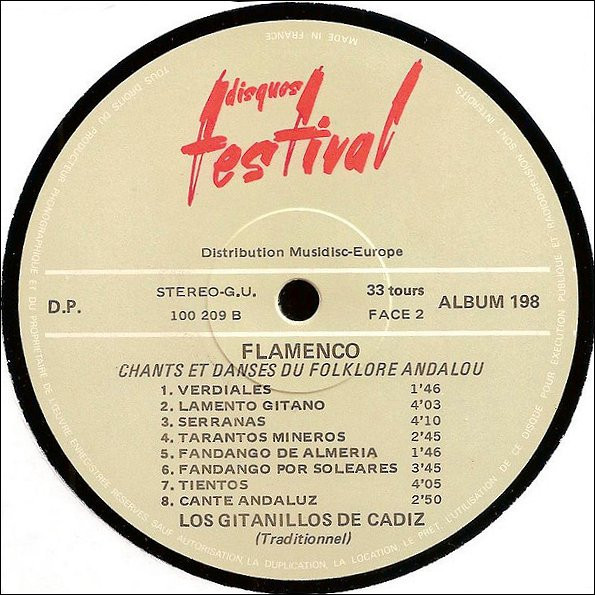 MADE IN FRANCE
disques
festival
Distribution Musidisc-Europe
D.P.
STEREO-G.U.
100 209 B
33 tours
FACE 2
ALBUM 198
FLAMENCO
CHANTS ET DANSES DU FOLKLORE ANDALOU
1. VERDIALES 1'46
2. LAMENTO GITANO 4'03
3. SERRANAS 4'10
4. TARANTOS MINEROS 2'45
5. FANDANGO DE ALMERIA 1'46
6. FANDANGO POR SOLEARES 3'45
7. TIENTOS 4'05
8. CANTE ANDALUZ 2'50
LOS GITANILLOS DE CADIZ
(Traditionnel)
TOUS DROITS DU PRODUCTEUR PHONOGRAPHIQUE ET DU PROPRIETAIRE DE L'ŒUVRE ENREGISTREE RESERVES SAUF AUTORISATION, LA DUPLICATION, LA LOCATION, LE PRET, L'UTILISATION DE CE DISQUE POUR EXECUTION PUBLIQUE ET RADIODIFFUSION SONT INTERDITS